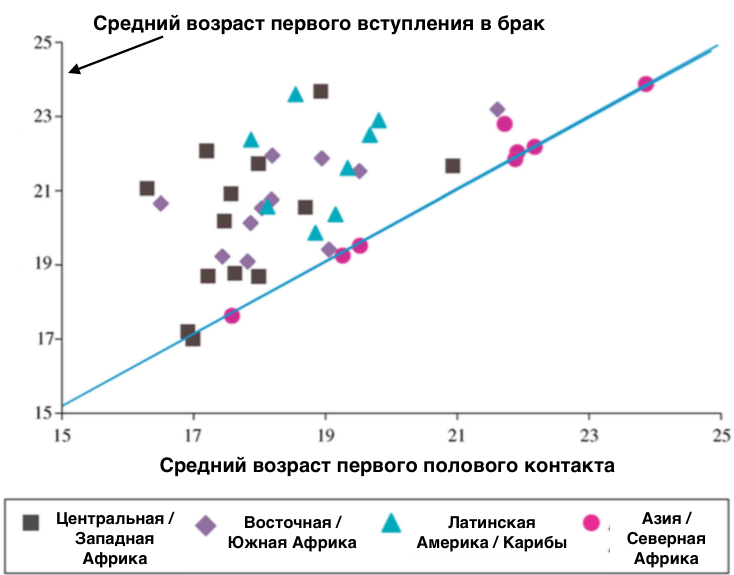 Средний возраст первого вступления в брак
25
23
21
19
17
15
15 17 19 21 23 25
Средний возраст первого полового контакта
Центральная /
Западная
Африка
Восточная /
Южная Африка
Латинская
Америка / Карибы
Азия /
Северная
Африка